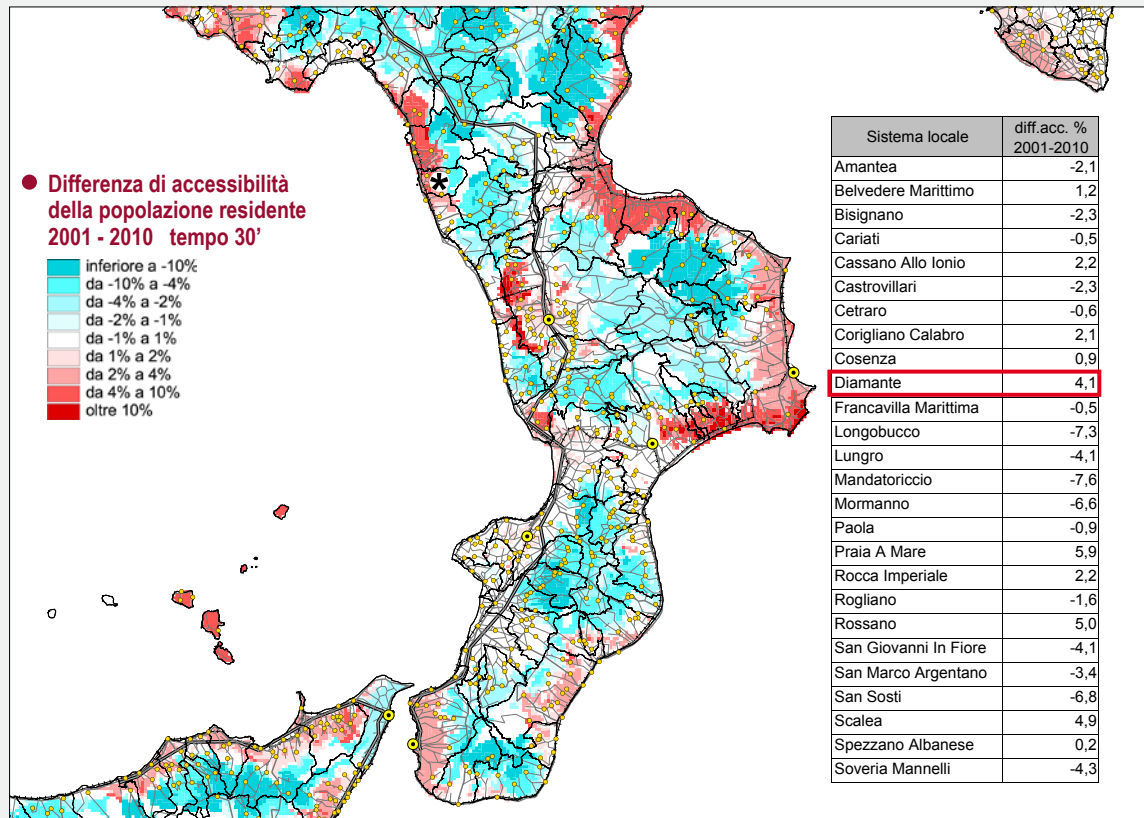 ● Differenza di accessibilità
della popolazione residente
2001 - 2010 tempo 30’
inferiore a -10%
da -10% a -4%
da -4% a -2%
da -2% a -1%
da -1% a 1%
da 1% a 2%
da 2% a 4%
da 4% a 10%
oltre 10%
*
Sistema locale diff.acc. %
2001-2010
Amantea -2,1
Belvedere Marittimo 1,2
Bisignano -2,3
Cariati -0,5
Cassano Allo Ionio 2,2
Castrovillari -2,3
Cetraro -0,6
Corigliano Calabro 2,1
Cosenza 0,9
Diamante 4,1
Francavilla Marittima -0,5
Longobucco -7,3
Lungro -4,1
Mandatoriccio -7,6
Mormanno -6,6
Paola -0,9
Praia A Mare 5,9
Rocca Imperiale 2,2
Rogliano -1,6
Rossano 5,0
San Giovanni In Fiore -4,1
San Marco Argentano -3,4
San Sosti -6,8
Scalea 4,9
Spezzano Albanese 0,2
Soveria Mannelli -4,3